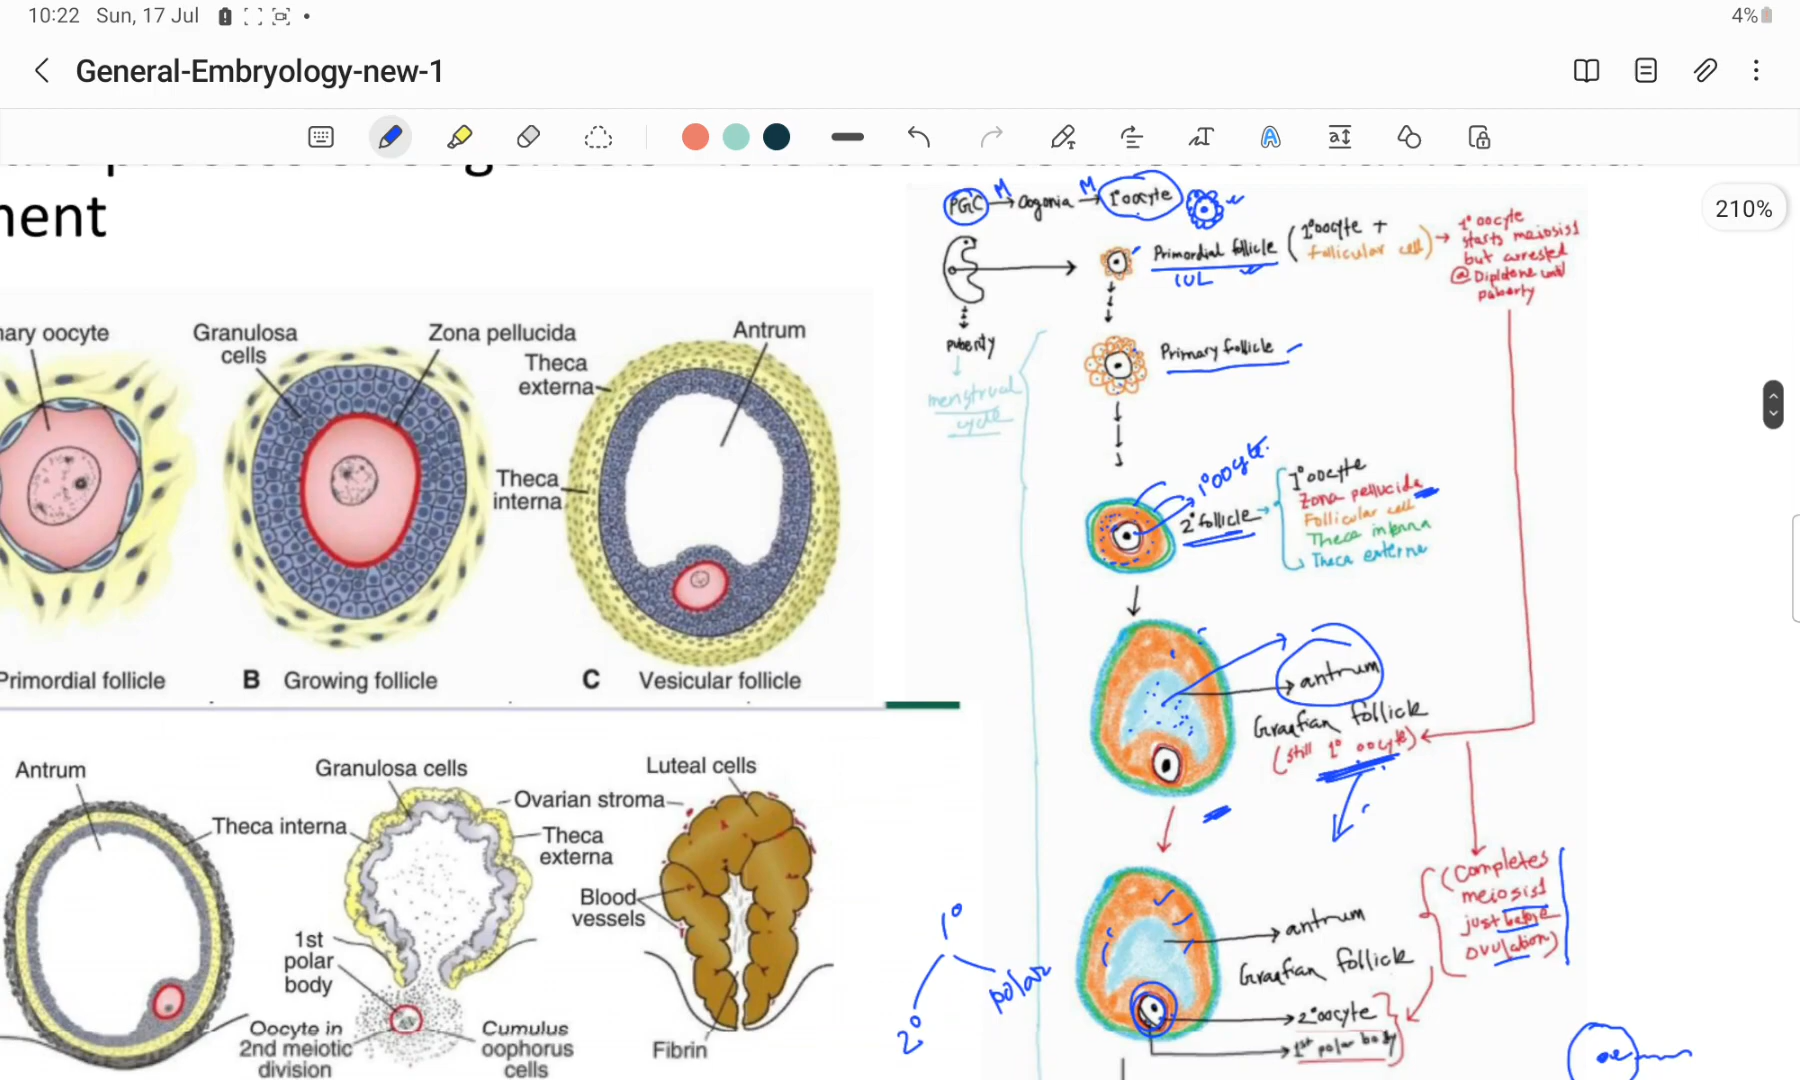 10:22 Sun, 17 Jul
4%
General-Embryology-new-1
210%
ment
Primary oocyte
Granulosa
cells
Zona pellucida
Theca
externa
Antrum
Theca
interna
Primordial follicle
B Growing follicle
C Vesicular follicle
Antrum
Theca interna
Granulosa cells
Ovarian stroma
Theca
externa
Luteal cells
Blood
vessels
1st
polar
body
Oocyte in
2nd meiotic
division
Cumulus
oophorus
cells
Fibrin
PGC M → Oogonia M → 1° oocyte
Primordial follicle (1° oocyte +
follicular cell)
IUL
→ 1° oocyte
starts meiosis1
but arrested
@ Diplotene until
puberty
puberty
menstrual
cycle
Primary follicle
1° oocyte
2° follicle →
1° oocyte
Zona pellucida
Follicular cell
Theca interna
Theca externa
antrum
Graafian follicle
(still 1° oocyte)
(Completes
meiosis1
just before
ovulation)
antrum
Graafian follicle
2° oocyte
1st polar body
1°
2°
polar